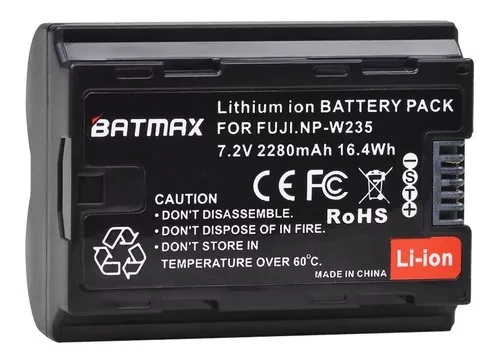 BATMAX
Lithium ion BATTERY PACK
FOR FUJI.NP-W235
7.2V 2280mAh 16.4Wh
CAUTION
• DON'T DISASSEMBLE.
• DON'T DISPOSE OF IN FIRE.
• DON'T STORE IN
TEMPERATURE OVER 60°C.
CE FC
RoHS
MADE IN CHINA
Li-ion
- S T +